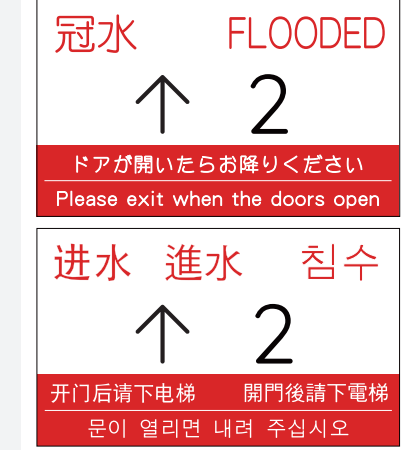 冠水 FLOODED
↑ 2
ドアが開いたらお降りください
Please exit when the doors open
进水 進水 침수
↑ 2
开门后请下电梯 開門後請下電梯
문이 열리면 내려 주십시오